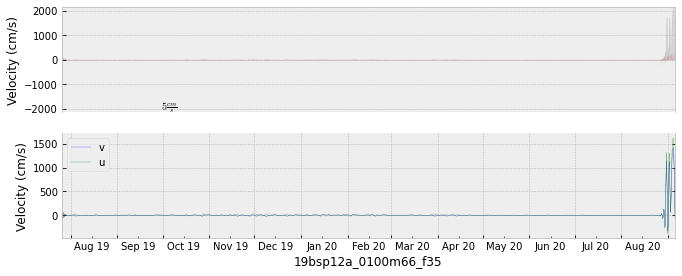 2000
1000
0
−1000
−2000
Velocity (cm/s)
5 cm/s
1500
1000
500
0
Velocity (cm/s)
v
u
Aug 19 Sep 19 Oct 19 Nov 19 Dec 19 Jan 20 Feb 20 Mar 20 Apr 20 May 20 Jun 20 Jul 20 Aug 20
19bsp12a_0100m66_f35